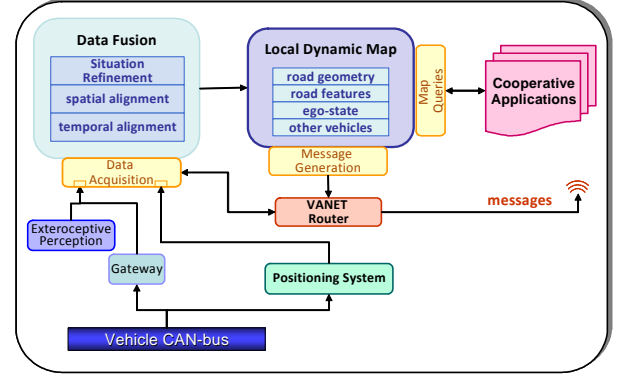 Data Fusion
Situation
Refinement
spatial alignment
temporal alignment
Local Dynamic Map
road geometry
road features
ego-state
other vehicles
Map
Queries
Cooperative
Applications
Data
Acquisition
Message
Generation
VANET
Router
messages
Exteroceptive
Perception
Gateway
Positioning System
Vehicle CAN-bus